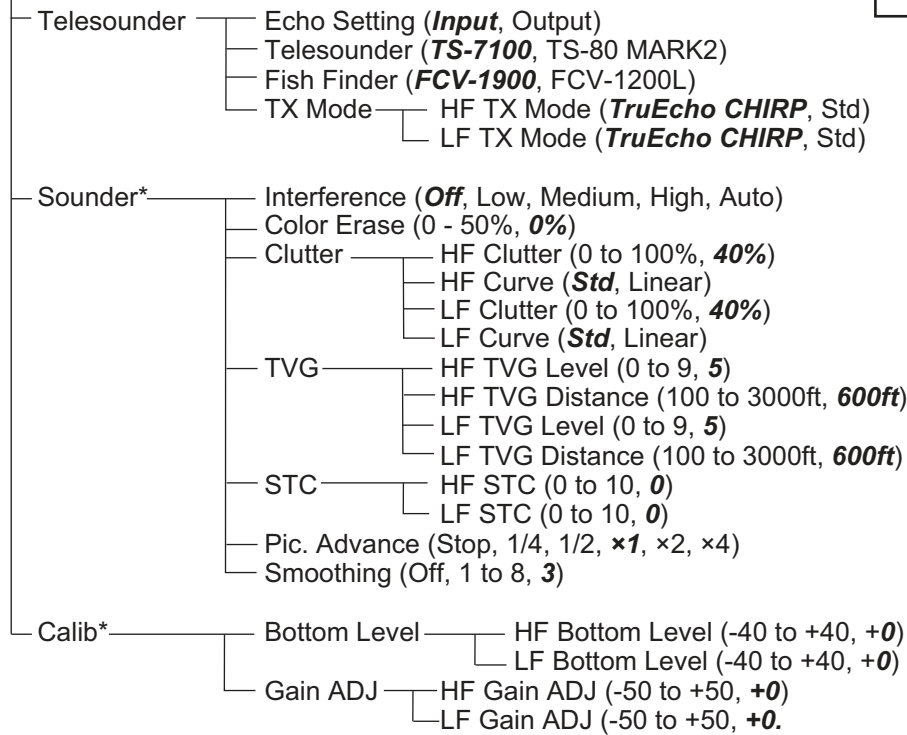 Telesounder Echo Setting (Input, Output)
Telesounder (TS-7100, TS-80 MARK2)
Fish Finder (FCV-1900, FCV-1200L)
TX Mode HF TX Mode (TruEcho CHIRP, Std)
LF TX Mode (TruEcho CHIRP, Std)
Sounder* Interference (Off, Low, Medium, High, Auto)
Color Erase (0 - 50%, 0%)
Clutter HF Clutter (0 to 100%, 40%)
HF Curve (Std, Linear)
LF Clutter (0 to 100%, 40%)
LF Curve (Std, Linear)
TVG HF TVG Level (0 to 9, 5)
HF TVG Distance (100 to 3000ft, 600ft)
LF TVG Level (0 to 9, 5)
LF TVG Distance (100 to 3000ft, 600ft)
STC HF STC (0 to 10, 0)
LF STC (0 to 10, 0)
Pic. Advance (Stop, 1/4, 1/2, ×1, ×2, ×4)
Smoothing (Off, 1 to 8, 3)
Calib* Bottom Level HF Bottom Level (-40 to +40, +0)
LF Bottom Level (-40 to +40, +0)
Gain ADJ HF Gain ADJ (-50 to +50, +0)
LF Gain ADJ (-50 to +50, +0.